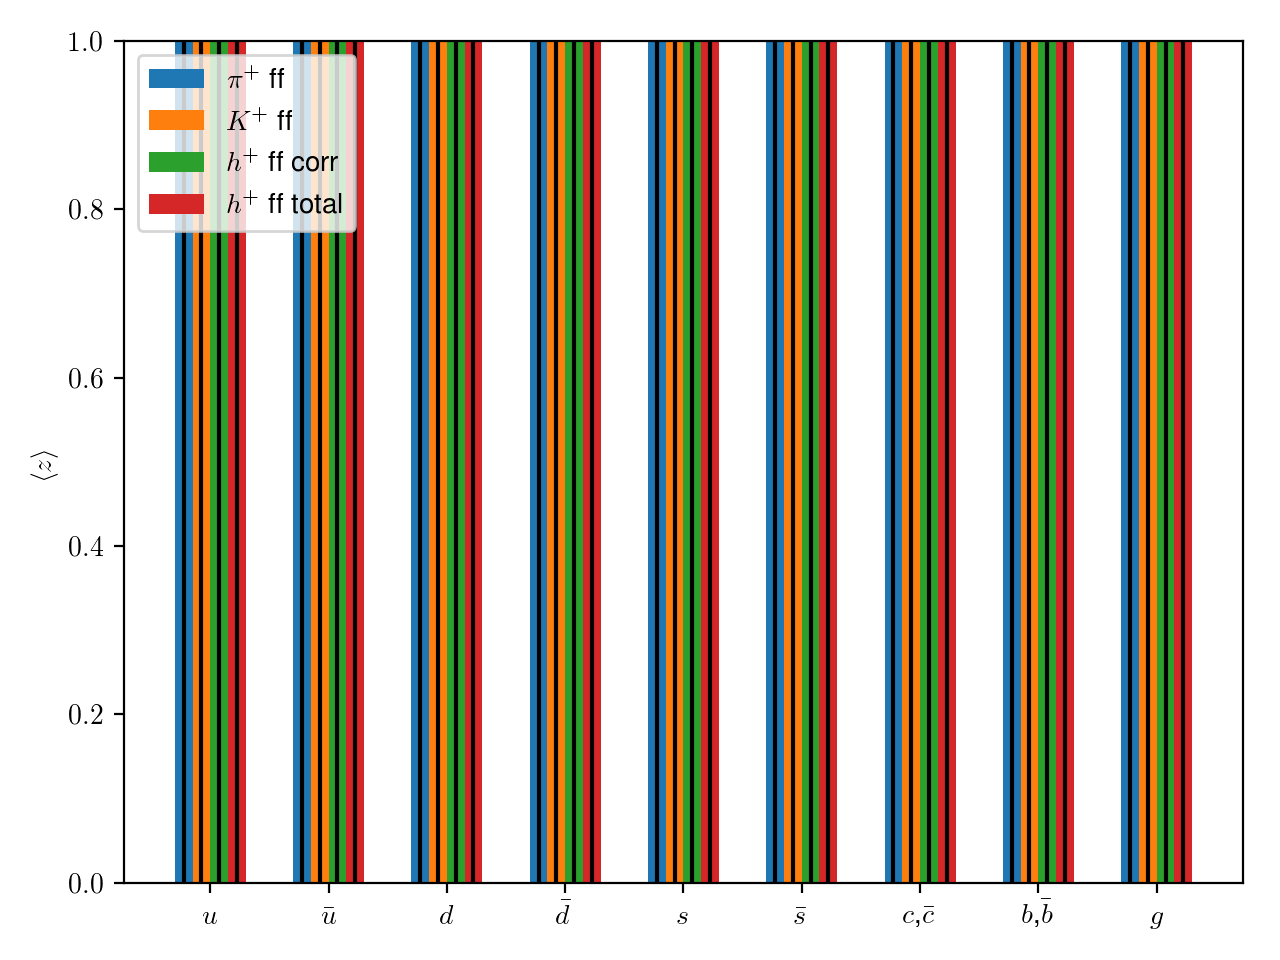 1.0
0.8
0.6
0.4
0.2
0.0
⟨z⟩
π⁺ ff
K⁺ ff
h⁺ ff corr
h⁺ ff total
u ū d d̄ s s̄ c,c̄ b,b̄ g